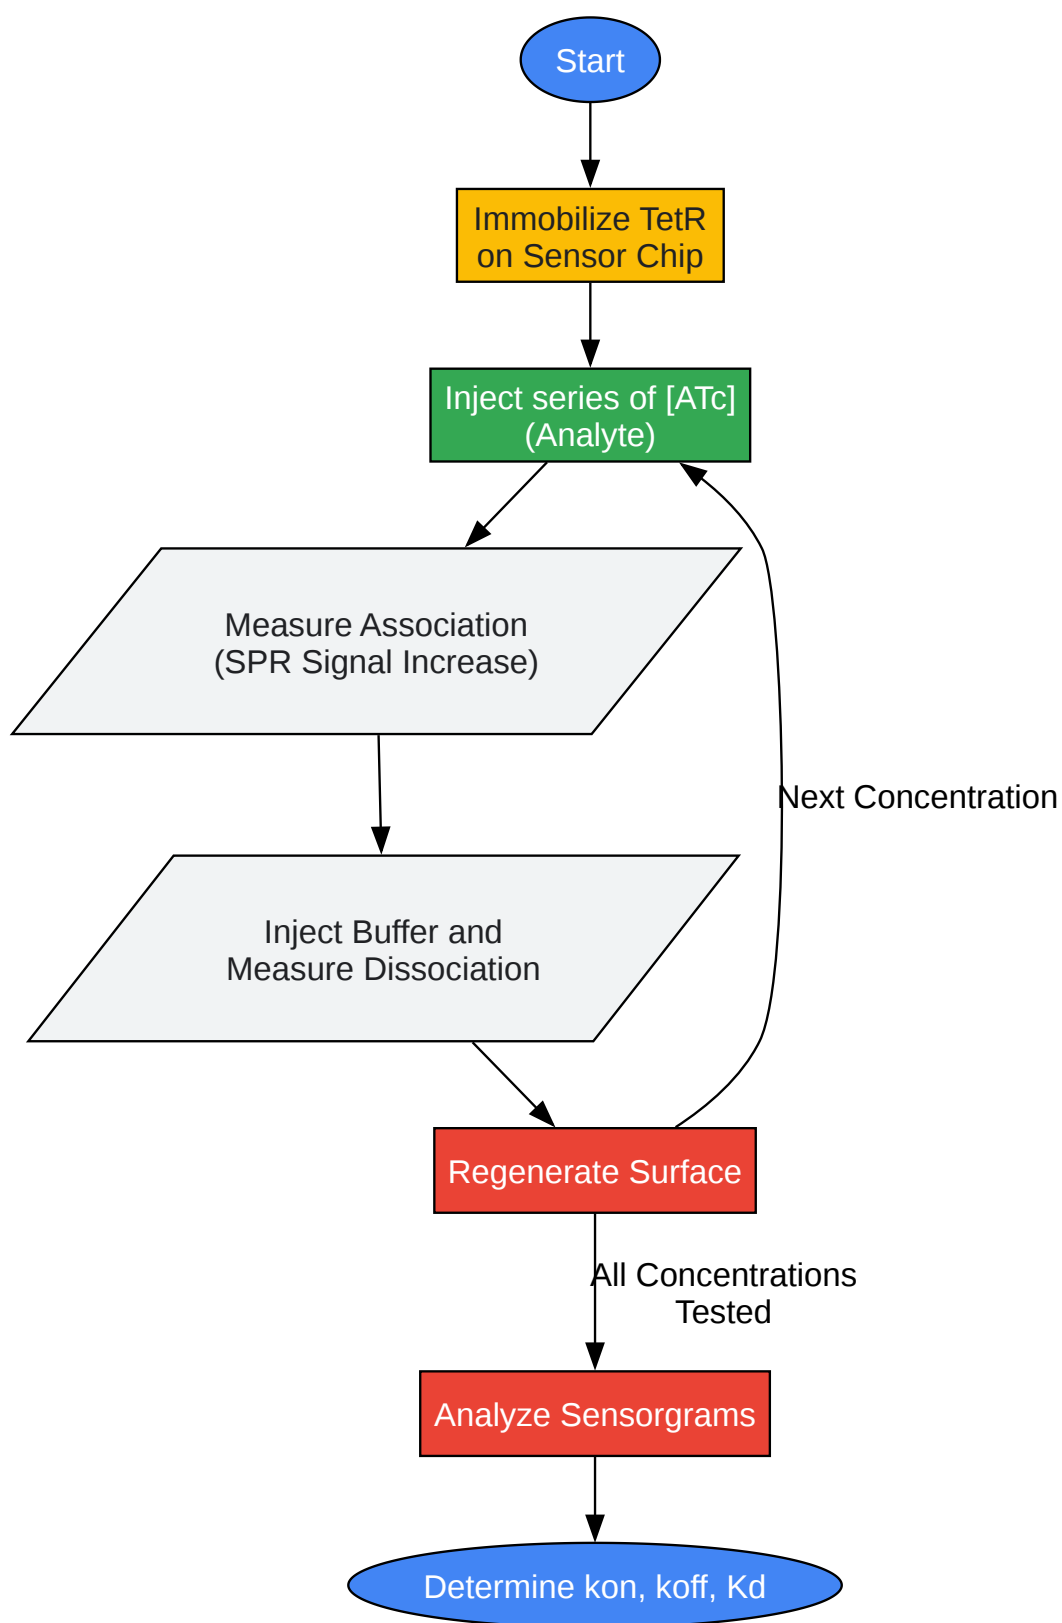 Start
Immobilize TetR
on Sensor Chip
Inject series of [ATc]
(Analyte)
Measure Association
(SPR Signal Increase)
Next Concentration
Inject Buffer and
Measure Dissociation
Regenerate Surface
All Concentrations
Tested
Analyze Sensorgrams
Determine kon, koff, Kd